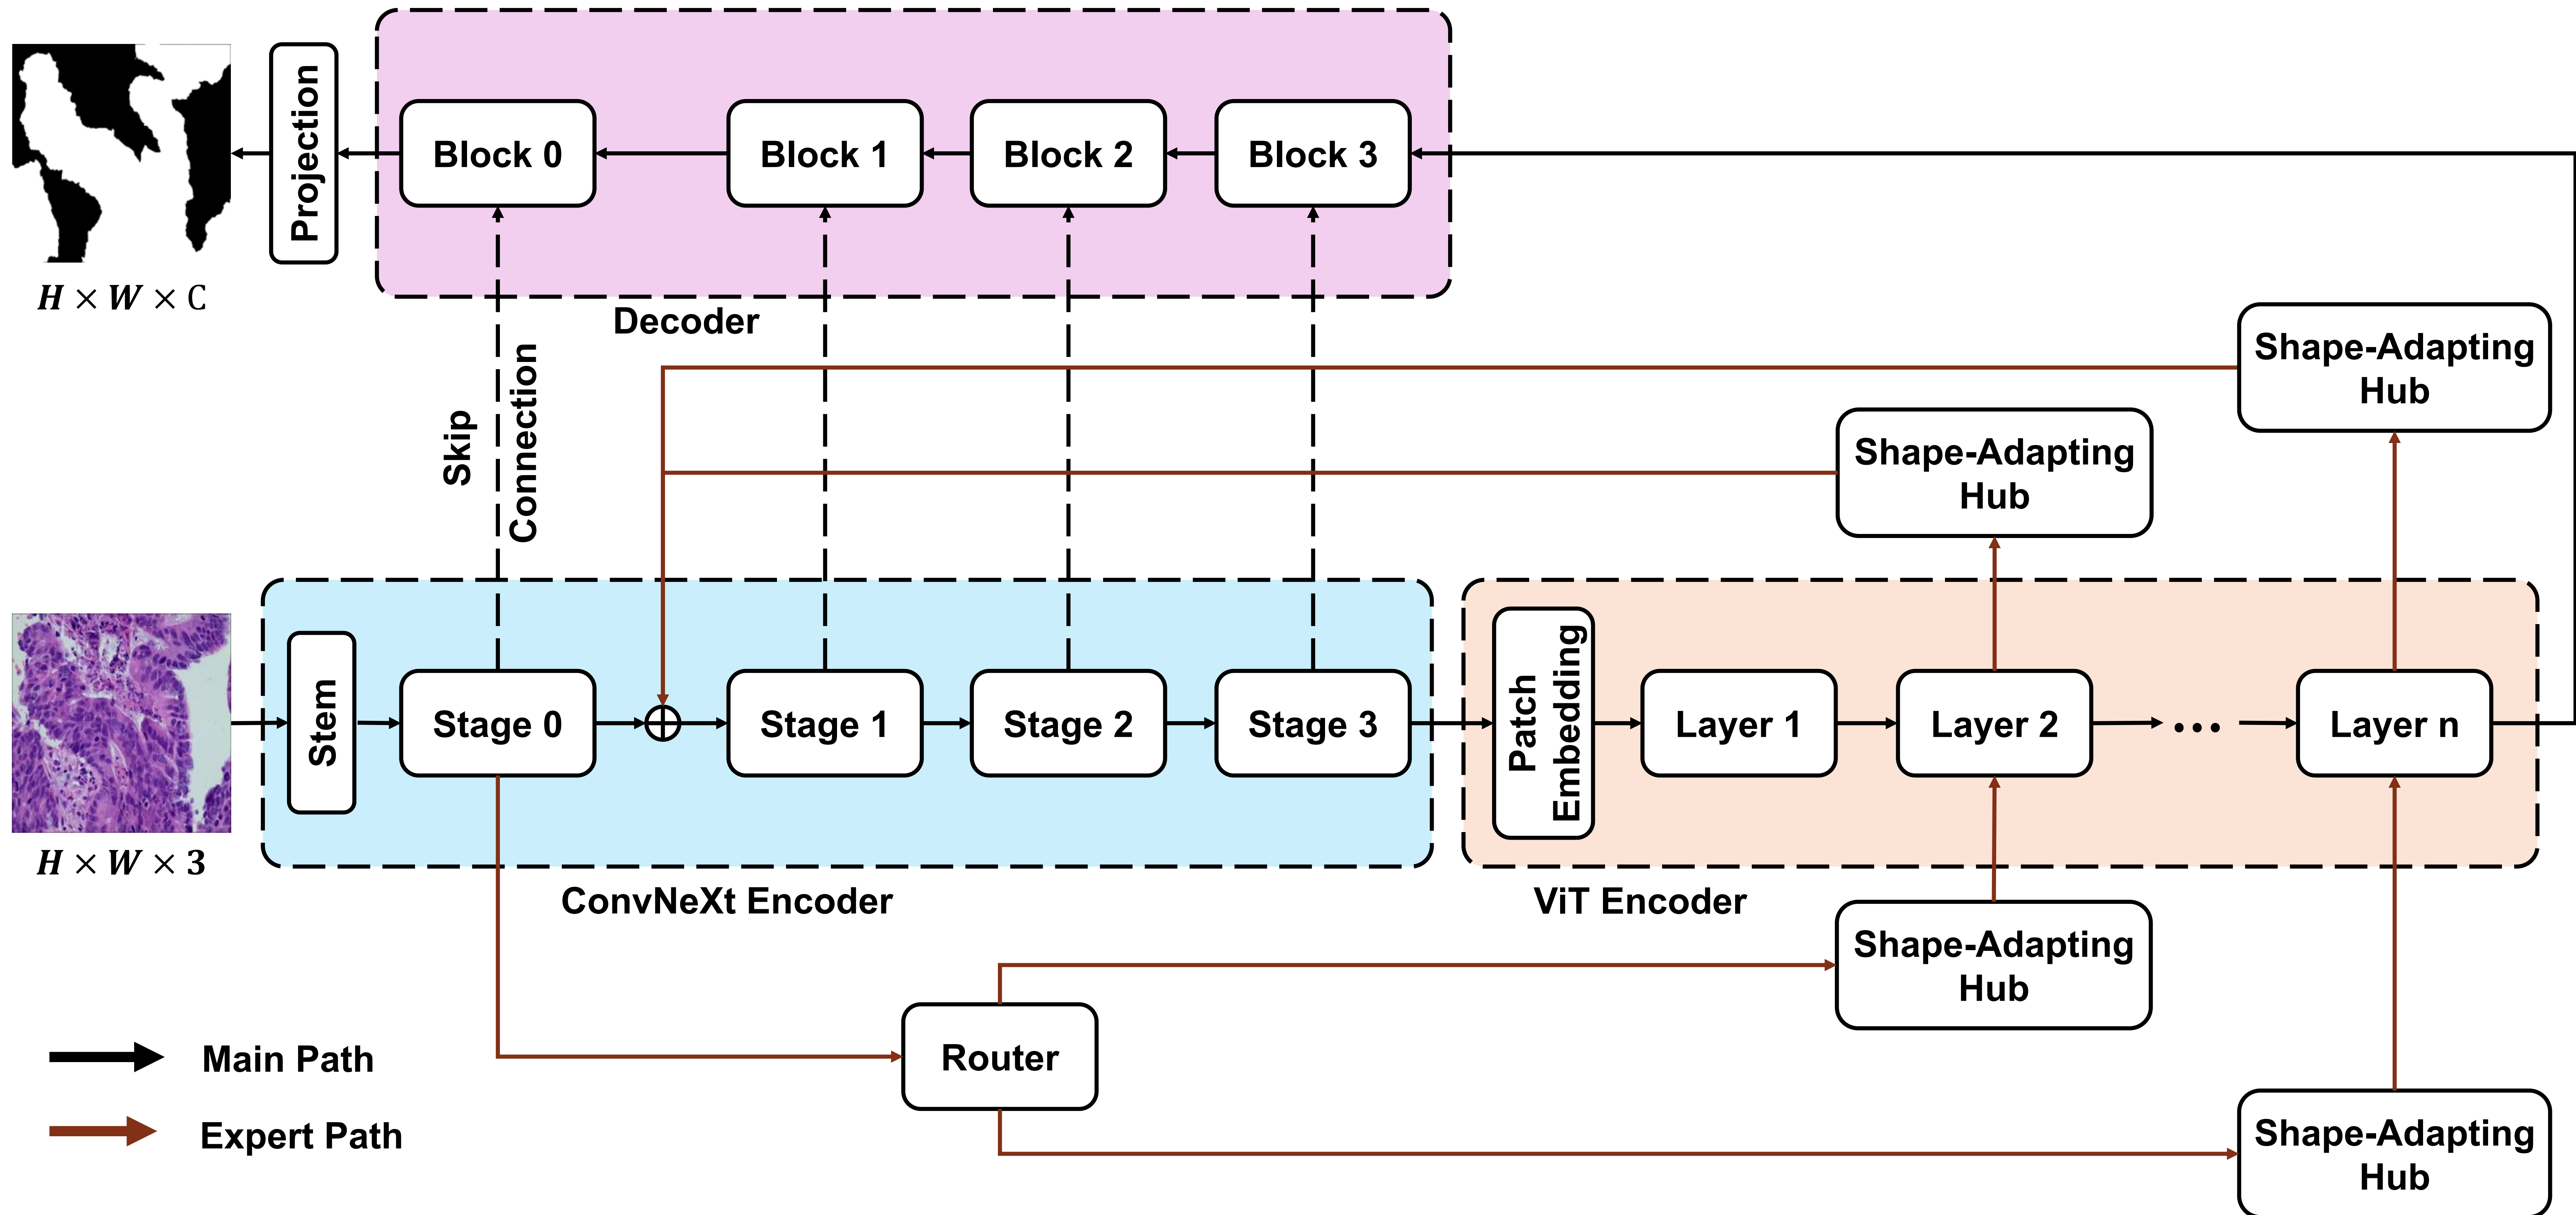 Projection
Block 0
Block 1
Block 2
Block 3
H × W × C
Decoder
Skip
Connection
Shape-Adapting
Hub
Shape-Adapting
Hub
Stem
Stage 0
Stage 1
Stage 2
Stage 3
Patch
Embedding
Layer 1
Layer 2
...
Layer n
H × W × 3
ConvNeXt Encoder
ViT Encoder
Shape-Adapting
Hub
Router
Main Path
Expert Path
Shape-Adapting
Hub